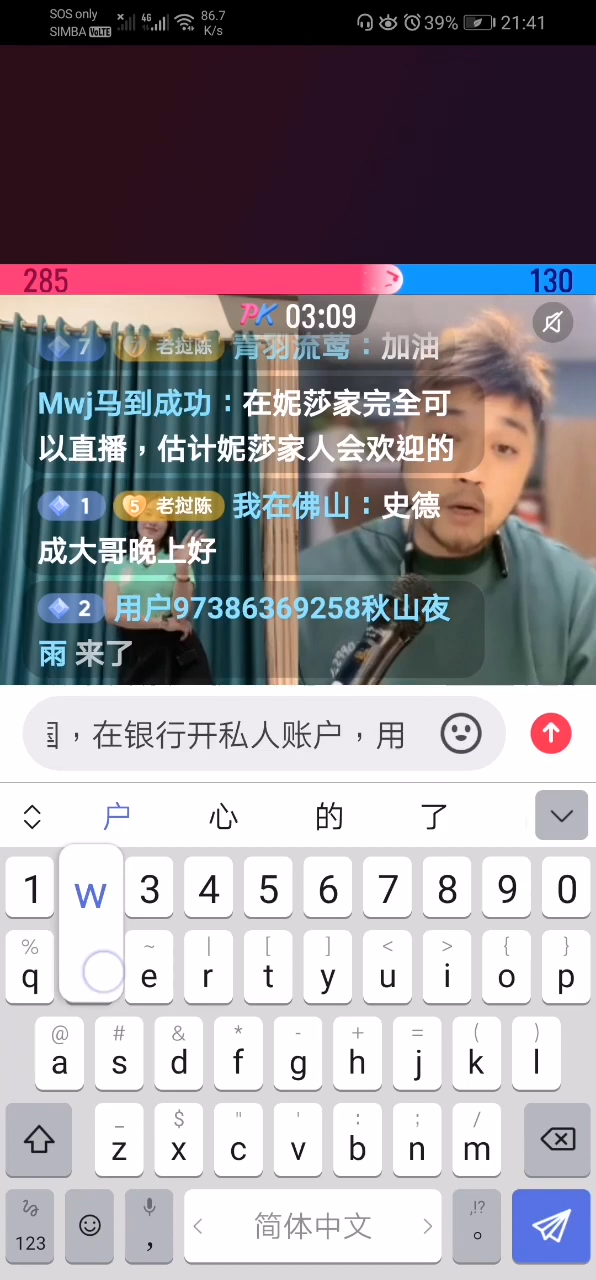 SOS only
SIMBA VoLTE
4G
86.7
K/s
39%
21:41
285
130
PK 03:09
7 老挝陈 青羽流莺：加油
Mwj马到成功：在妮莎家完全可
以直播，估计妮莎家人会欢迎的
1 5 老挝陈 我在佛山：史德
成大哥晚上好
2 用户97386369258秋山夜
雨 来了
，在银行开私人账户，用
户 心 的 了
1 w 3 4 5 6 7 8 9 0
% ~ | [ ] < > { }
q e r t y u i o p
@ # & * - + = ( )
a s d f g h j k l
_ $ " ' : ; /
z x c v b n m
123 , 简体中文 ,!? 。